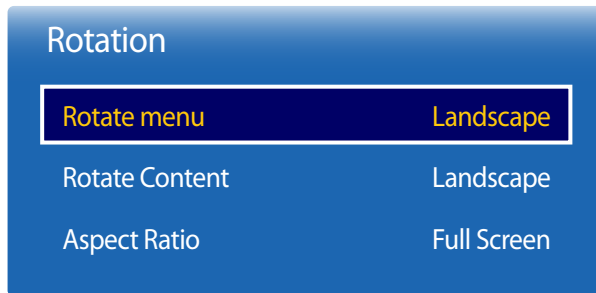 Rotation
Rotate menu Landscape
Rotate Content Landscape
Aspect Ratio Full Screen